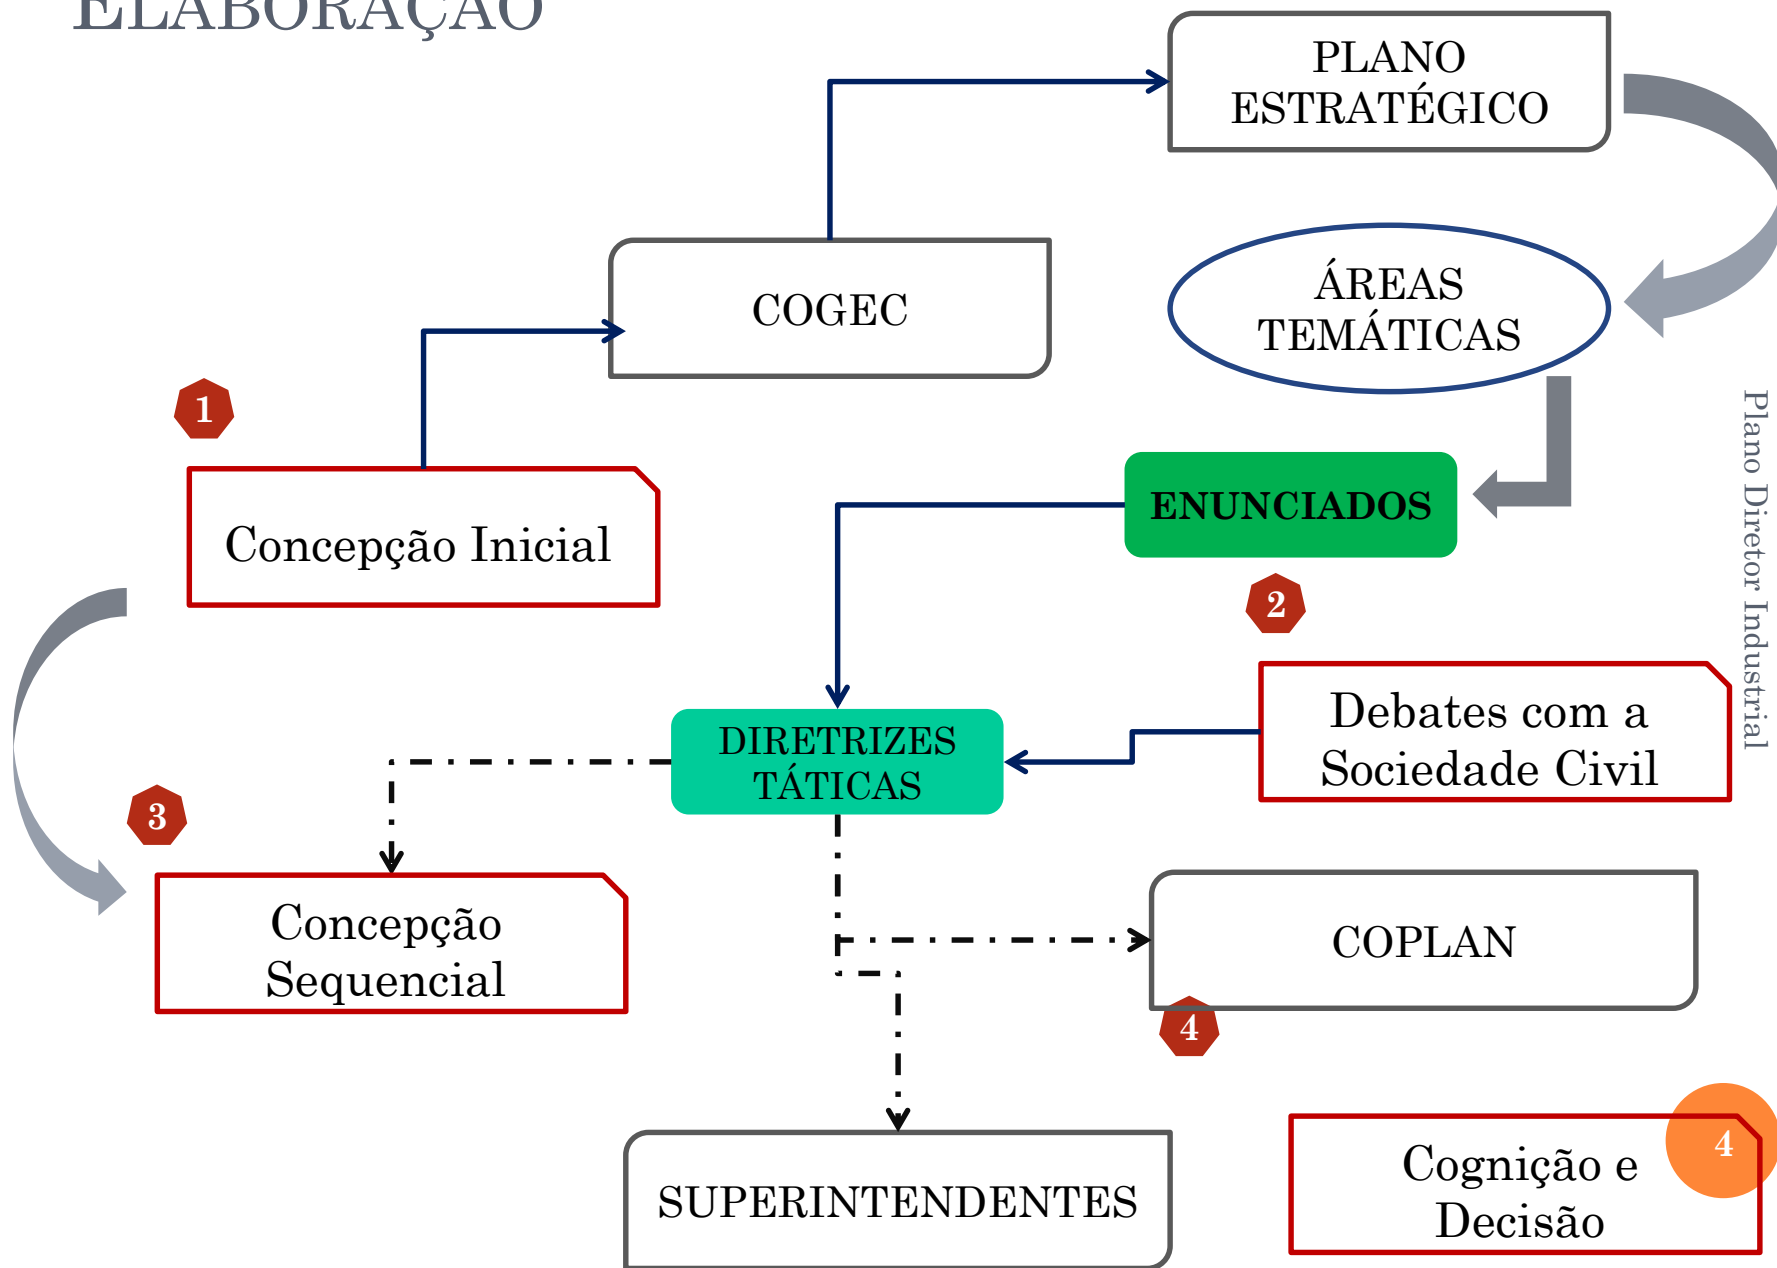 ELABORAÇÃO
PLANO
ESTRATÉGICO
COGEC
ÁREAS
TEMÁTICAS
1
Concepção Inicial
ENUNCIADOS
2
Debates com a
Sociedade Civil
DIRETRIZES
TÁTICAS
3
Concepção
Sequencial
COPLAN
4
SUPERINTENDENTES
Cognição e
Decisão
4
Plano Diretor Industrial